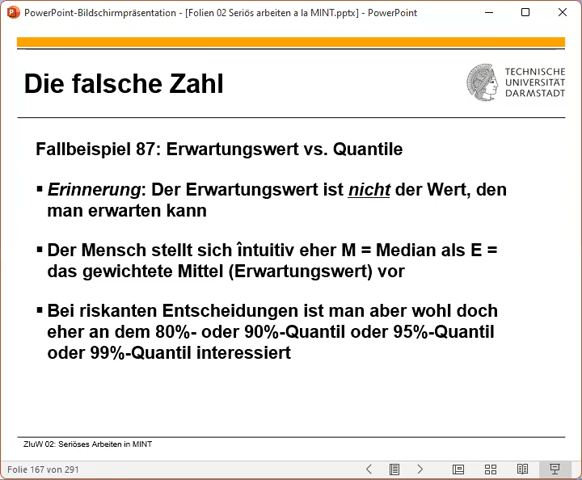 PowerPoint-Bildschirmpräsentation - [Folien 02 Seriös arbeiten a la MINT.pptx] - PowerPoint
Die falsche Zahl
TECHNISCHE
UNIVERSITÄT
DARMSTADT
Fallbeispiel 87: Erwartungswert vs. Quantile
▪ Erinnerung: Der Erwartungswert ist nicht der Wert, den
man erwarten kann
▪ Der Mensch stellt sich întuitiv eher M = Median als E =
das gewichtete Mittel (Erwartungswert) vor
▪ Bei riskanten Entscheidungen ist man aber wohl doch
eher an dem 80%- oder 90%-Quantil oder 95%-Quantil
oder 99%-Quantil interessiert
ZIuW 02: Seriöses Arbeiten in MINT
Folie 167 von 291